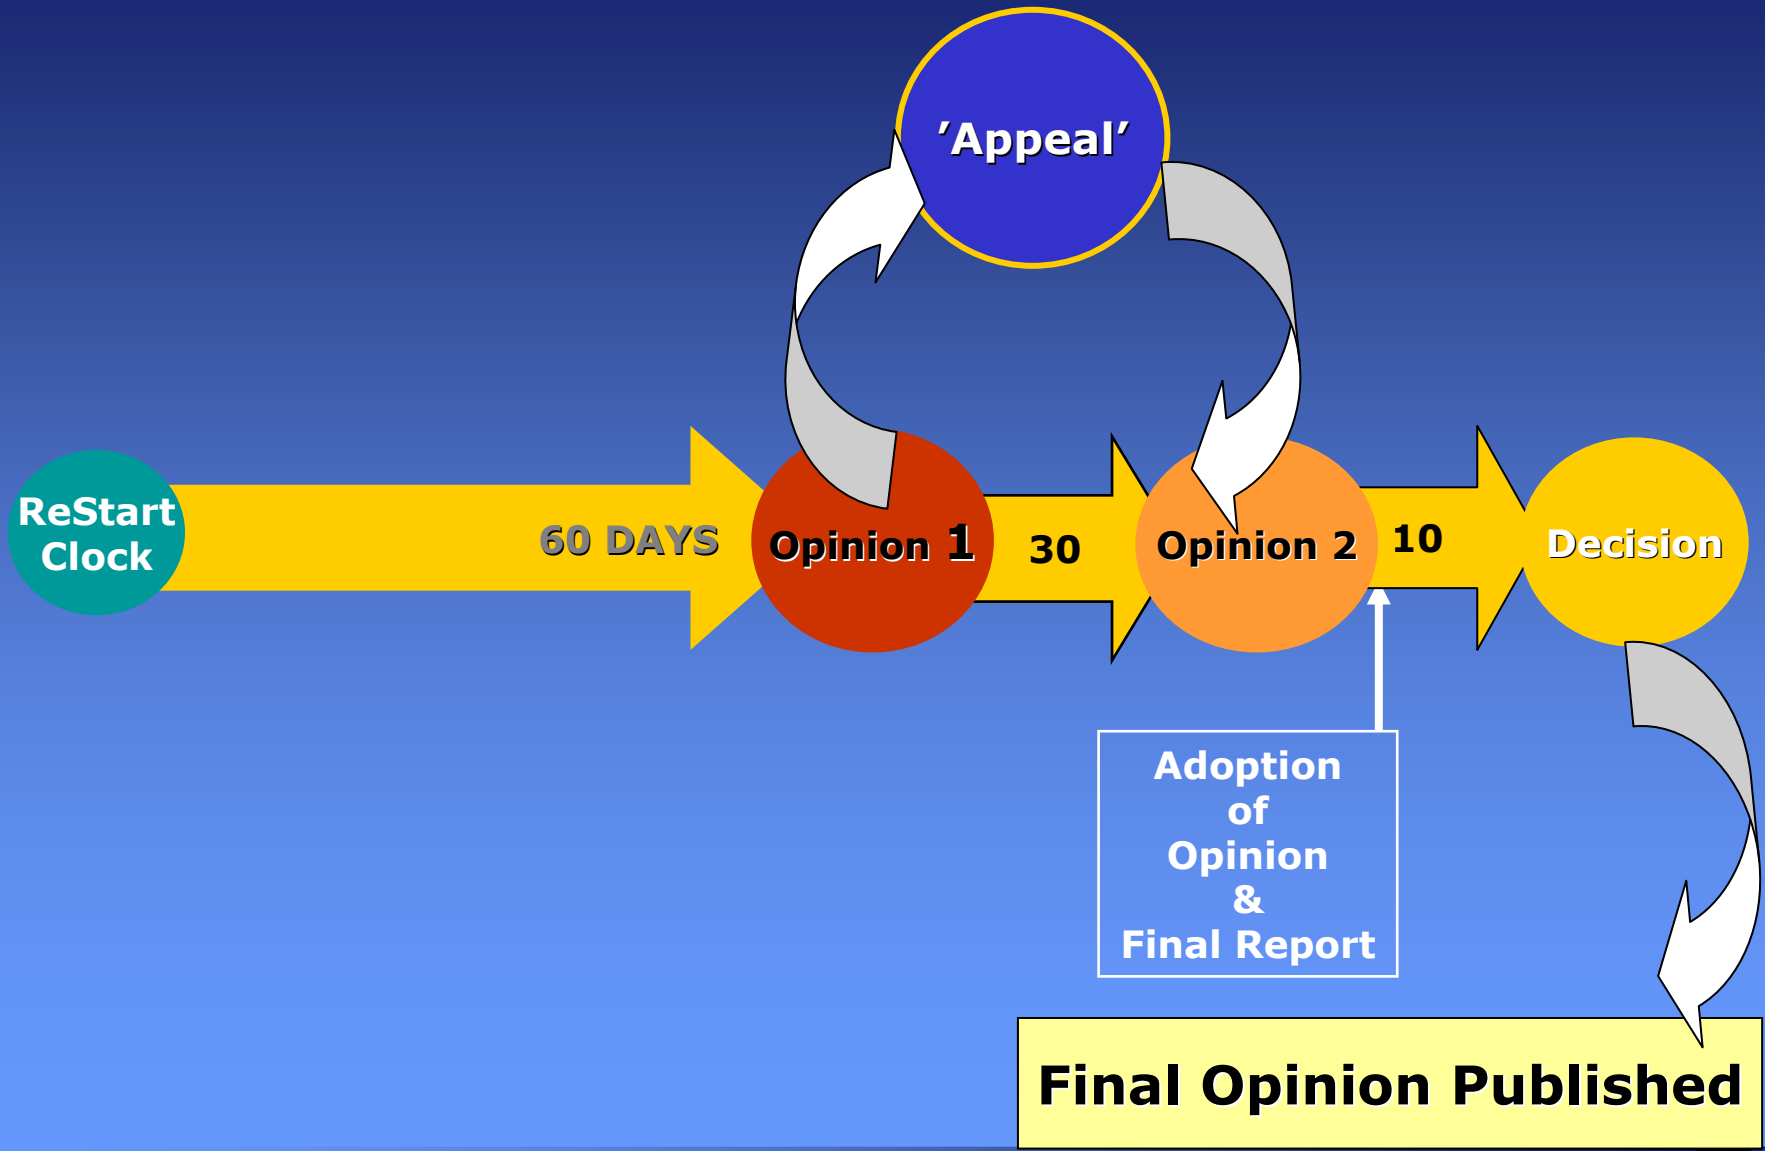 ’Appeal’
ReStart
Clock
60 DAYS
Opinion 1
30
Opinion 2
10
Decision
Adoption
of
Opinion
&
Final Report
Final Opinion Published